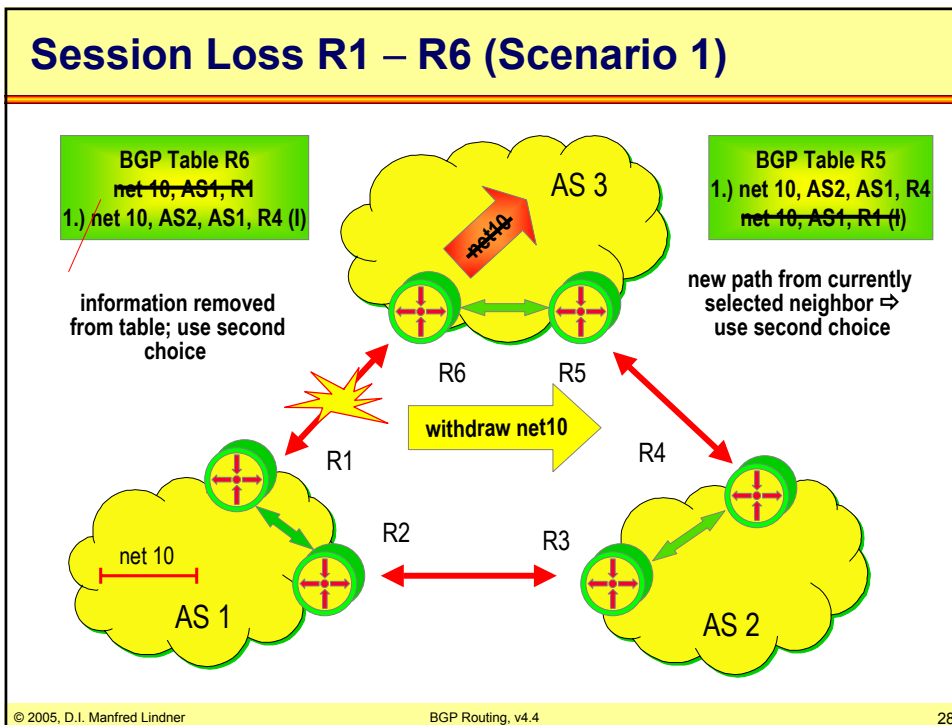 Session Loss R1 – R6 (Scenario 1)
BGP Table R6
net 10, AS1, R1
1.) net 10, AS2, AS1, R4 (I)
information removed
from table; use second
choice
AS 3
net10
BGP Table R5
1.) net 10, AS2, AS1, R4
net 10, AS1, R1 (I)
new path from currently
selected neighbor ⇨
use second choice
R6
R5
withdraw net10
R1
R4
R2
R3
net 10
AS 1
AS 2
© 2005, D.I. Manfred Lindner
BGP Routing, v4.4
28